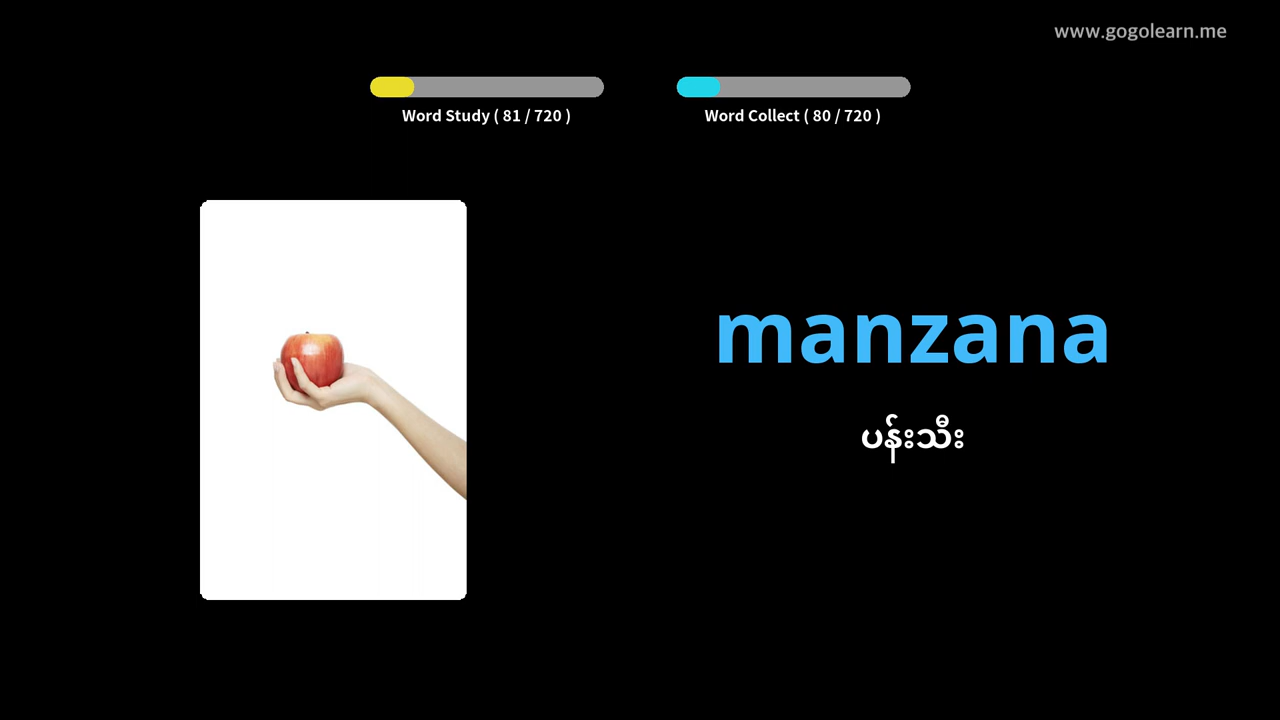 www.gogolearn.me
Word Study ( 81 / 720 )
Word Collect ( 80 / 720 )
manzana
ပန်းသီး